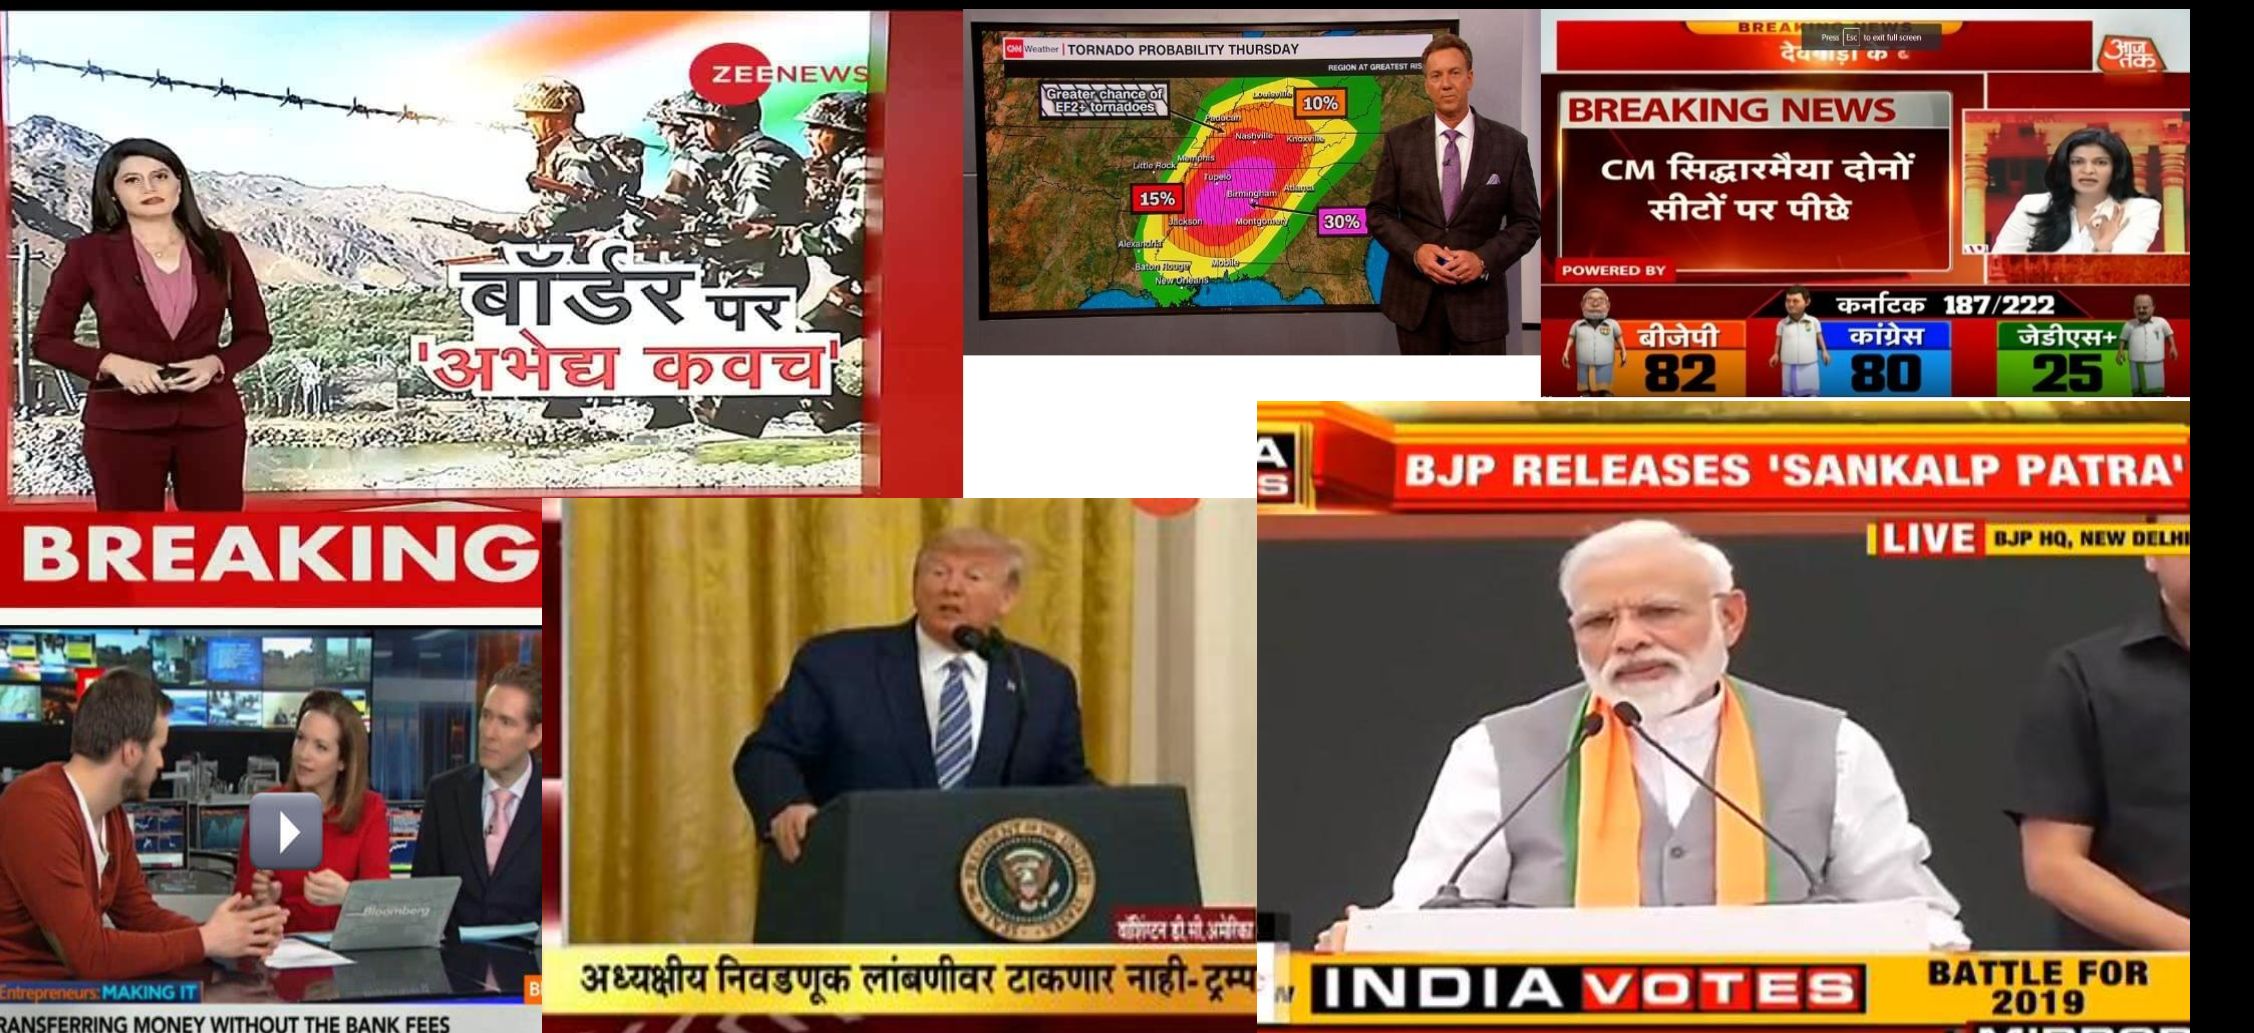 ZEE NEWS
बॉर्डर पर
'अभेद्य कवच'
CNN Weather | TORNADO PROBABILITY THURSDAY
REGION AT GREATEST RIS
Greater chance of
EF2+ tornadoes
10%
Louisville
Paducah
Nashville
Knoxville
Memphis
Little Rock
Tupelo
Atlanta
Birmingham
15%
30%
Jackson
Montgomery
Alexandria
Mobile
Baton Rouge
New Orleans
BREAKING NEWS
Press Esc to exit full screen
आज तक
BREAKING NEWS
CM सिद्धारमैया दोनों
सीटों पर पीछे
POWERED BY
कर्नाटक 187/222
बीजेपी
82
कांग्रेस
80
जेडीएस+
25
BREAKING
Bloomberg
Entrepreneurs: MAKING IT
RANSFERRING MONEY WITHOUT THE BANK FEES
वॉशिंग्टन डी.सी.अमेरिका
अध्यक्षीय निवडणूक लांबणीवर टाकणार नाही-ट्रम्प
A
S
BJP RELEASES 'SANKALP PATRA'
LIVE BJP HQ, NEW DELHI
INDIA VOTES
BATTLE FOR
2019